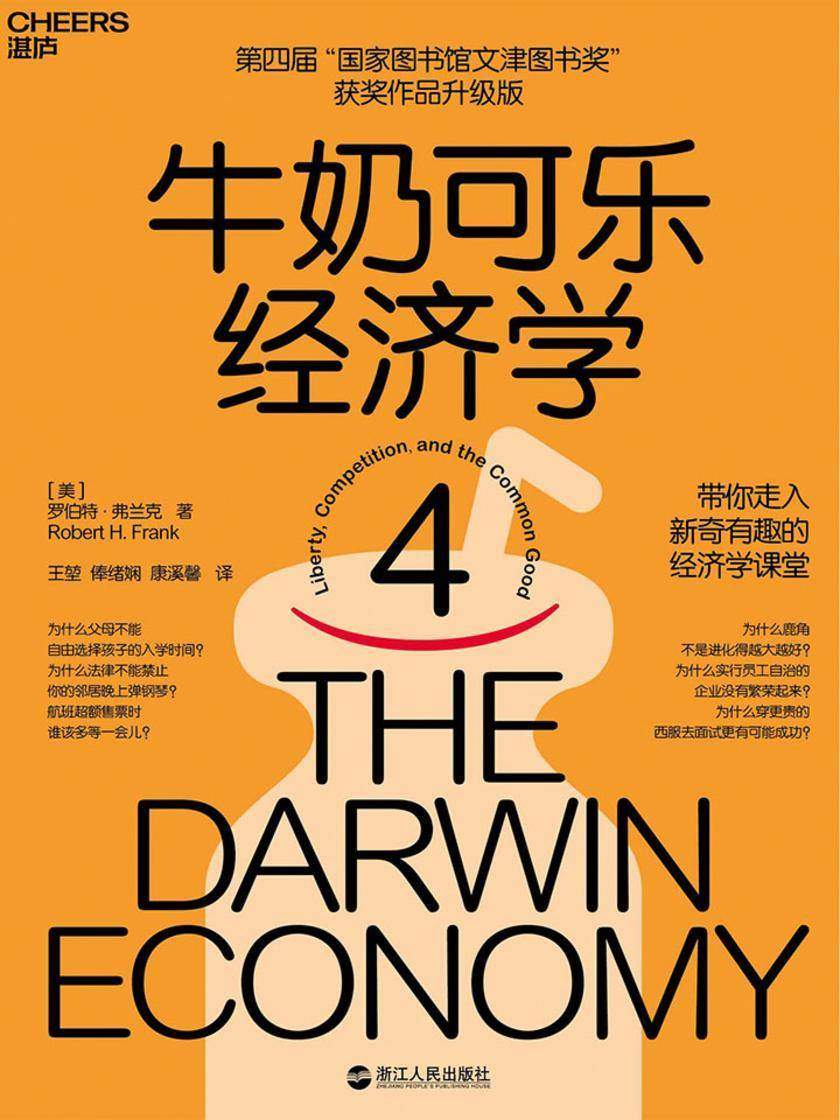 CHEERS
湛庐
第四届“国家图书馆文津图书奖”
获奖作品升级版
牛奶可乐
经济学
Liberty, Competition, and the Common Good
4
[美]
罗伯特·弗兰克 著
Robert H. Frank
王堃 俸绪娴 康溪馨 译
带你走入
新奇有趣的
经济学课堂
为什么父母不能
自由选择孩子的入学时间？
为什么法律不能禁止
你的邻居晚上弹钢琴？
航班超额售票时
谁该多等一会儿？
为什么鹿角
不是进化得越大越好？
为什么实行员工自治的
企业没有繁荣起来？
为什么穿更贵的
西服去面试更有可能成功？
THE
DARWIN
ECONOMY
浙江人民出版社
ZHEJIANG PEOPLE'S PUBLISHING HOUSE